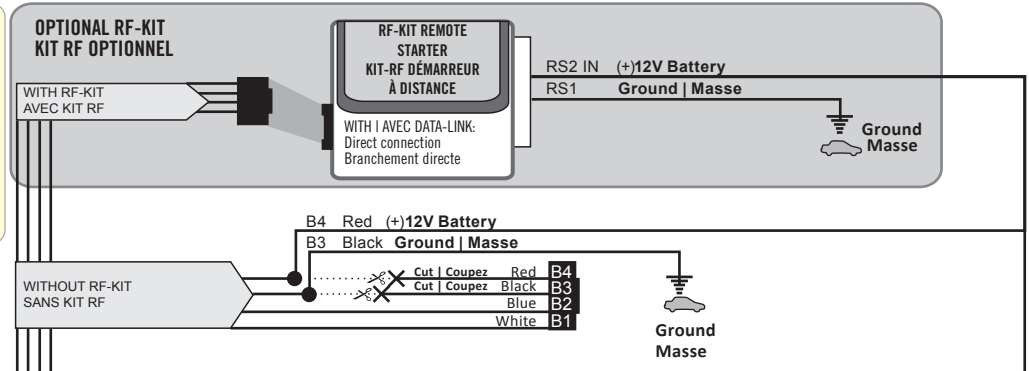 OPTIONAL RF-KIT
KIT RF OPTIONNEL
RF-KIT REMOTE
STARTER
KIT-RF DÉMARREUR
À DISTANCE
WITH RF-KIT
AVEC KIT RF
WITH | AVEC DATA-LINK:
Direct connection
Branchement directe
RS2 IN (+)12V Battery
RS1 Ground | Masse
Ground
Masse
B4 Red (+)12V Battery
B3 Black Ground | Masse
WITHOUT RF-KIT
SANS KIT RF
Cut | Coupez Red B4
Cut | Coupez Black B3
Blue B2
White B1
Ground
Masse